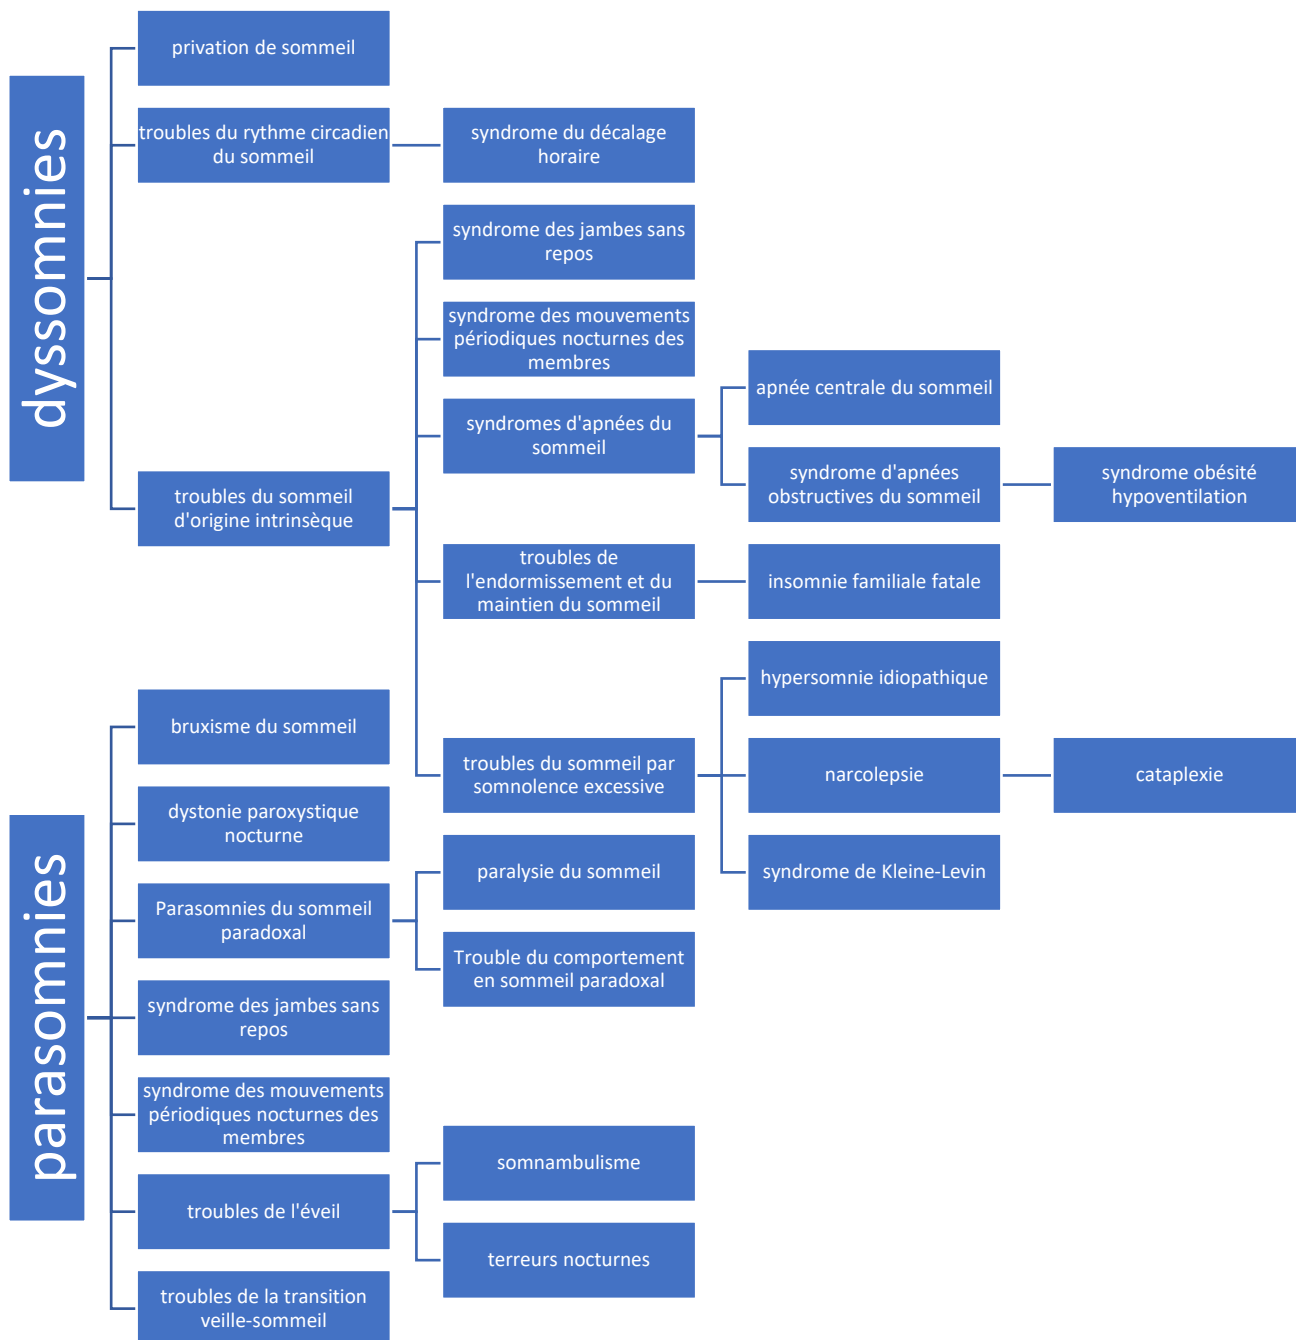 dyssomnies
privation de sommeil
troubles du rythme circadien
du sommeil
syndrome du décalage
horaire
troubles du sommeil
d'origine intrinsèque
syndrome des jambes sans
repos
syndrome des mouvements
périodiques nocturnes des
membres
syndromes d'apnées du
sommeil
apnée centrale du sommeil
syndrome d'apnées
obstructives du sommeil
syndrome obésité
hypoventilation
troubles de
l'endormissement et du
maintien du sommeil
insomnie familiale fatale
troubles du sommeil par
somnolence excessive
hypersomnie idiopathique
narcolepsie
cataplexie
syndrome de Kleine-Levin
parasomnies
bruxisme du sommeil
dystonie paroxystique
nocturne
Parasomnies du sommeil
paradoxal
paralysie du sommeil
Trouble du comportement
en sommeil paradoxal
syndrome des jambes sans
repos
syndrome des mouvements
périodiques nocturnes des
membres
troubles de l'éveil
somnambulisme
terreurs nocturnes
troubles de la transition
veille-sommeil